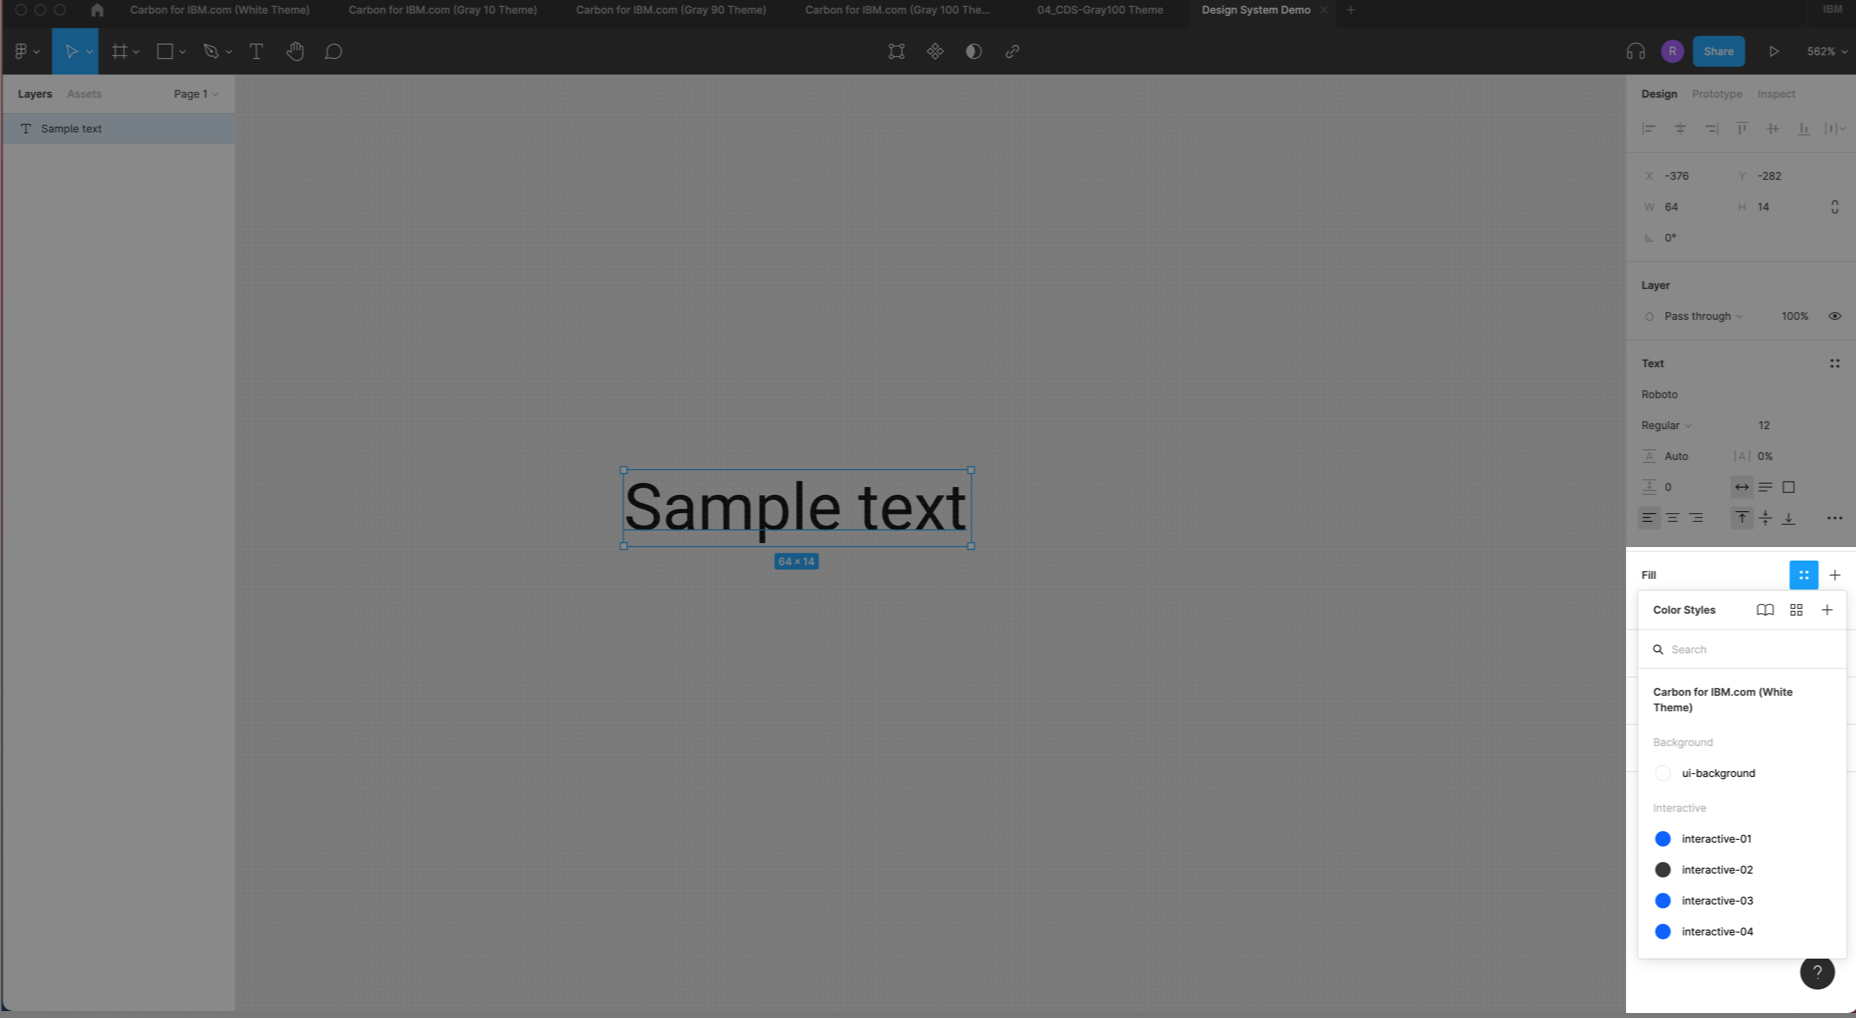 Carbon for IBM.com (White Theme)
Carbon for IBM.com (Gray 10 Theme)
Carbon for IBM.com (Gray 90 Theme)
Carbon for IBM.com (Gray 100 The...
04_CDS-Gray100 Theme
Design System Demo
IBM
R
Share
562%
Layers
Assets
Page 1
Sample text
Sample text
64 × 14
Design
Prototype
Inspect
X -376
Y -282
W 64
H 14
0°
Layer
Pass through
100%
Text
Roboto
Regular
12
Auto
0%
0
Fill
Color Styles
Search
Carbon for IBM.com (White
Theme)
Background
ui-background
Interactive
interactive-01
interactive-02
interactive-03
interactive-04
?